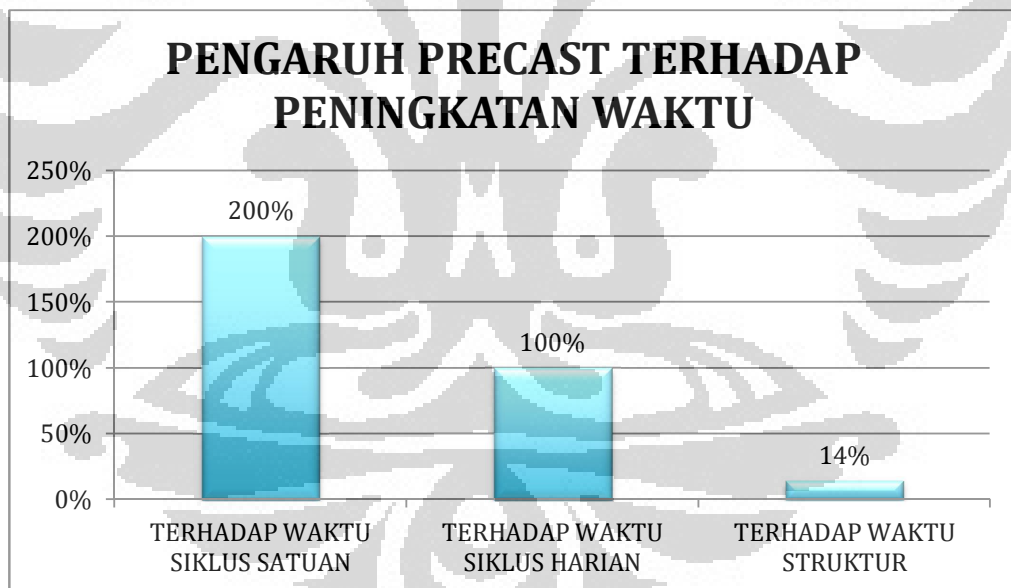 PENGARUH PRECAST TERHADAP
PENINGKATAN WAKTU
250%
200%
150%
100%
50%
0%
200%
100%
14%
TERHADAP WAKTU
SIKLUS SATUAN
TERHADAP WAKTU
SIKLUS HARIAN
TERHADAP WAKTU
STRUKTUR